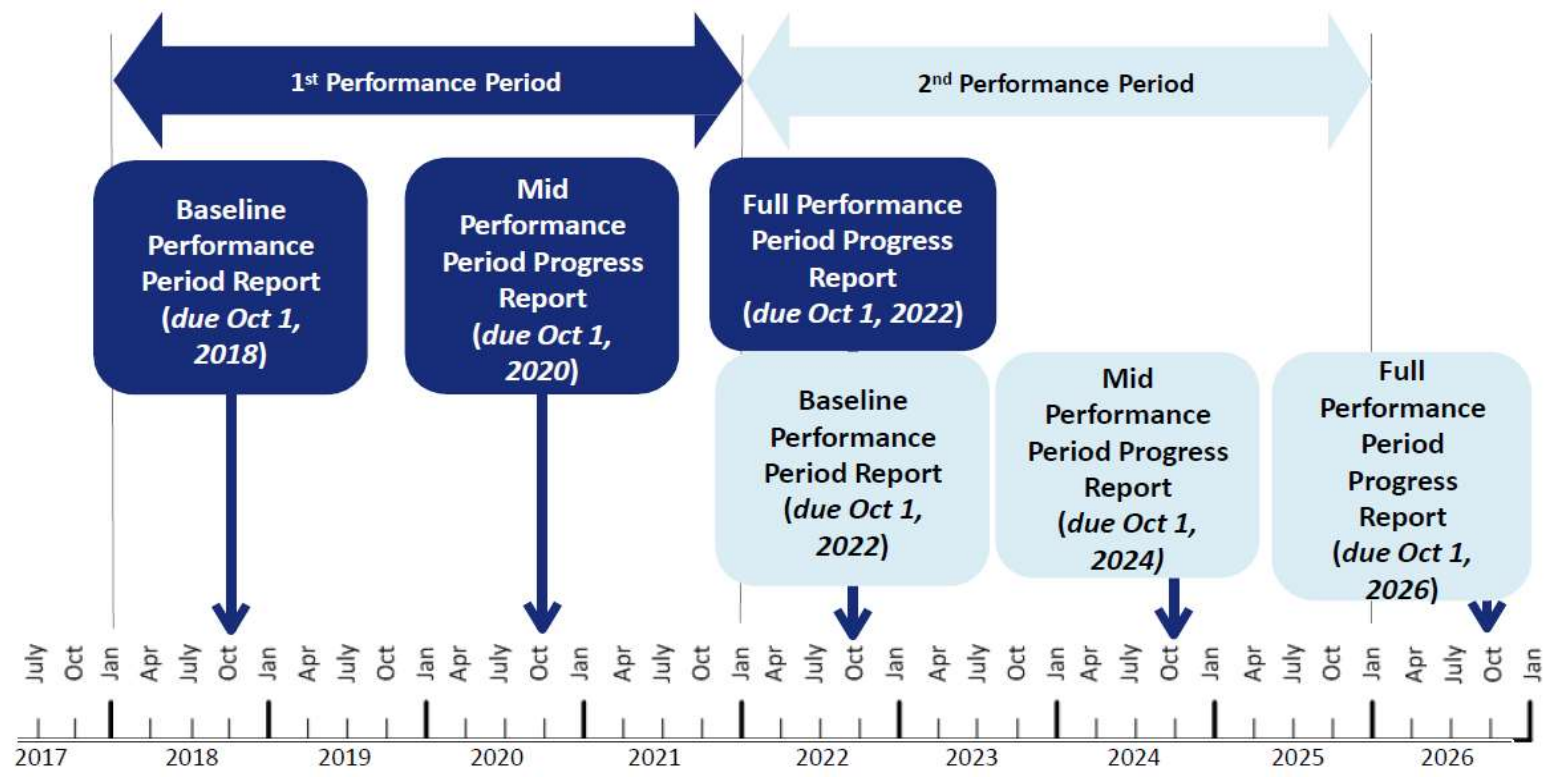 1st Performance Period
2nd Performance Period
Baseline
Performance
Period Report
(due Oct 1,
2018)
Mid
Performance
Period Progress
Report
(due Oct 1,
2020)
Full Performance
Period Progress
Report
(due Oct 1, 2022)
Baseline
Performance
Period Report
(due Oct 1,
2022)
Mid
Performance
Period Progress
Report
(due Oct 1,
2024)
Full
Performance
Period
Progress
Report
(due Oct 1,
2026)
July Oct Jan Apr July Oct Jan Apr July Oct Jan Apr July Oct Jan Apr July Oct Jan Apr July Oct Jan Apr July Oct Jan Apr July Oct Jan Apr July Oct Jan Apr July Oct Jan
2017 2018 2019 2020 2021 2022 2023 2024 2025 2026